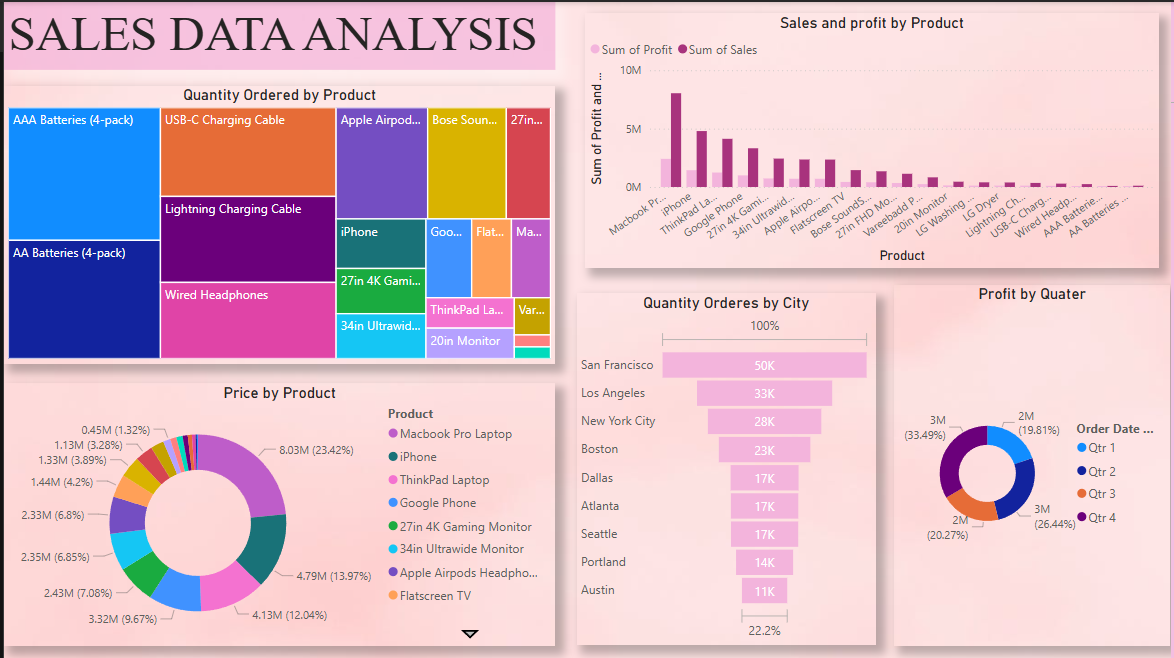 SALES DATA ANALYSIS
Quantity Ordered by Product
AAA Batteries (4-pack)
AA Batteries (4-pack)
USB-C Charging Cable
Lightning Charging Cable
Wired Headphones
Apple Airpod...
iPhone
27in 4K Gami...
34in Ultrawid...
Bose Soun...
27in...
Goo...
Flat...
Ma...
ThinkPad La...
20in Monitor
Var...
Sales and profit by Product
Sum of Profit
Sum of Sales
Sum of Profit and ...
10M
5M
0M
Macbook Pr...
iPhone
ThinkPad La...
Google Phone
27in 4K Gami...
34in Ultrawid...
Apple Airpo...
Flatscreen TV
Bose SoundS...
27in FHD Mo...
Vareebadd P...
20in Monitor
LG Washing ...
LG Dryer
Lightning Ch...
USB-C Charg...
Wired Headp...
AAA Batterie...
AA Batteries ...
Product
Price by Product
0.45M (1.32%)
1.13M (3.28%)
1.33M (3.89%)
1.44M (4.2%)
2.33M (6.8%)
2.35M (6.85%)
2.43M (7.08%)
3.32M (9.67%)
4.13M (12.04%)
4.79M (13.97%)
8.03M (23.42%)
Product
Macbook Pro Laptop
iPhone
ThinkPad Laptop
Google Phone
27in 4K Gaming Monitor
34in Ultrawide Monitor
Apple Airpods Headpho...
Flatscreen TV
Quantity Orderes by City
100%
San Francisco 50K
Los Angeles 33K
New York City 28K
Boston 23K
Dallas 17K
Atlanta 17K
Seattle 17K
Portland 14K
Austin 11K
22.2%
Profit by Quater
3M
(33.49%)
2M
(19.81%)
3M
(26.44%)
2M
(20.27%)
Order Date ...
Qtr 1
Qtr 2
Qtr 3
Qtr 4